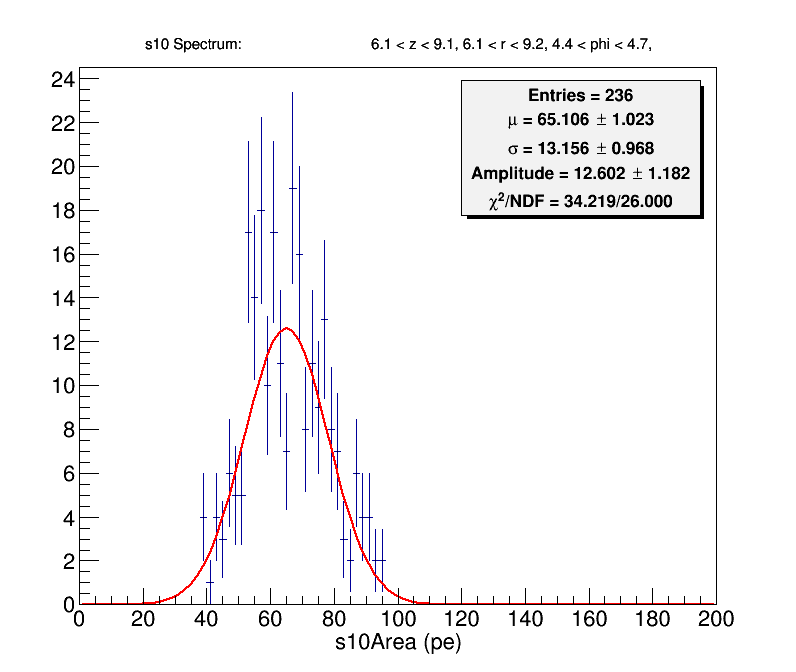 s10 Spectrum: 6.1 < z < 9.1, 6.1 < r < 9.2, 4.4 < phi < 4.7,
Entries = 236
μ = 65.106 ± 1.023
σ = 13.156 ± 0.968
Amplitude = 12.602 ± 1.182
χ²/NDF = 34.219/26.000
24
22
20
18
16
14
12
10
8
6
4
2
0
0 20 40 60 80 100 120 140 160 180 200
s10Area (pe)